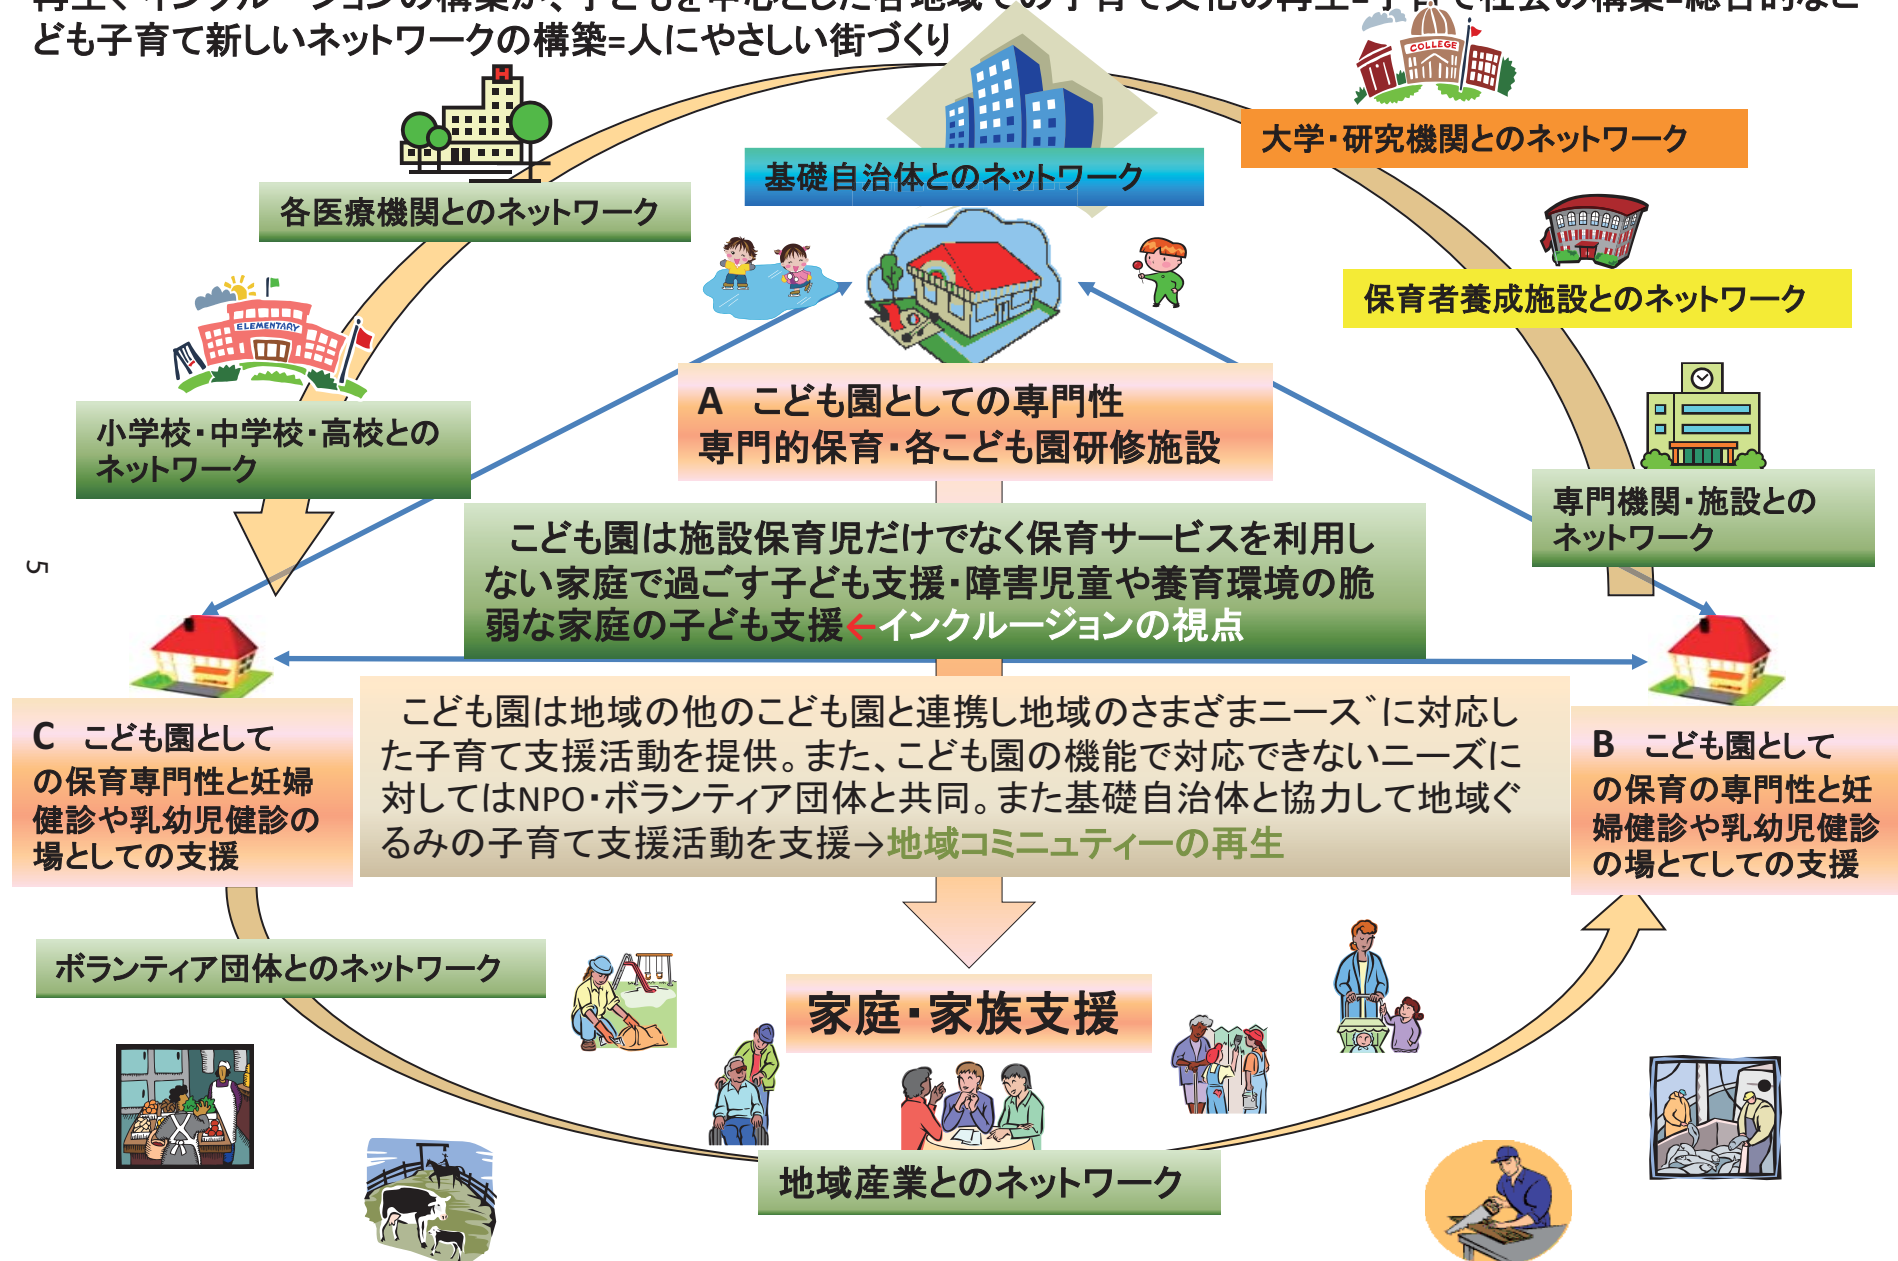 ども子育て新しいネットワークの構築=人にやさしい街づくり
COLLEGE
H
大学・研究機関とのネットワーク
基礎自治体とのネットワーク
各医療機関とのネットワーク
保育者養成施設とのネットワーク
ELEMENTARY
A こども園としての専門性
専門的保育・各こども園研修施設
小学校・中学校・高校との
ネットワーク
専門機関・施設との
ネットワーク
こども園は施設保育児だけでなく保育サービスを利用し
ない家庭で過ごす子ども支援・障害児童や養育環境の脆
弱な家庭の子ども支援←インクルージョンの視点
5
C こども園として
の保育専門性と妊婦
健診や乳幼児健診の
場としての支援
こども園は地域の他のこども園と連携し地域のさまざまニース゛に対応し
た子育て支援活動を提供。また、こども園の機能で対応できないニーズに
対してはNPO・ボランティア団体と共同。また基礎自治体と協力して地域ぐ
るみの子育て支援活動を支援→地域コミニュティーの再生
B こども園として
の保育の専門性と妊
婦健診や乳幼児健診
の場とてしての支援
ボランティア団体とのネットワーク
家庭・家族支援
地域産業とのネットワーク